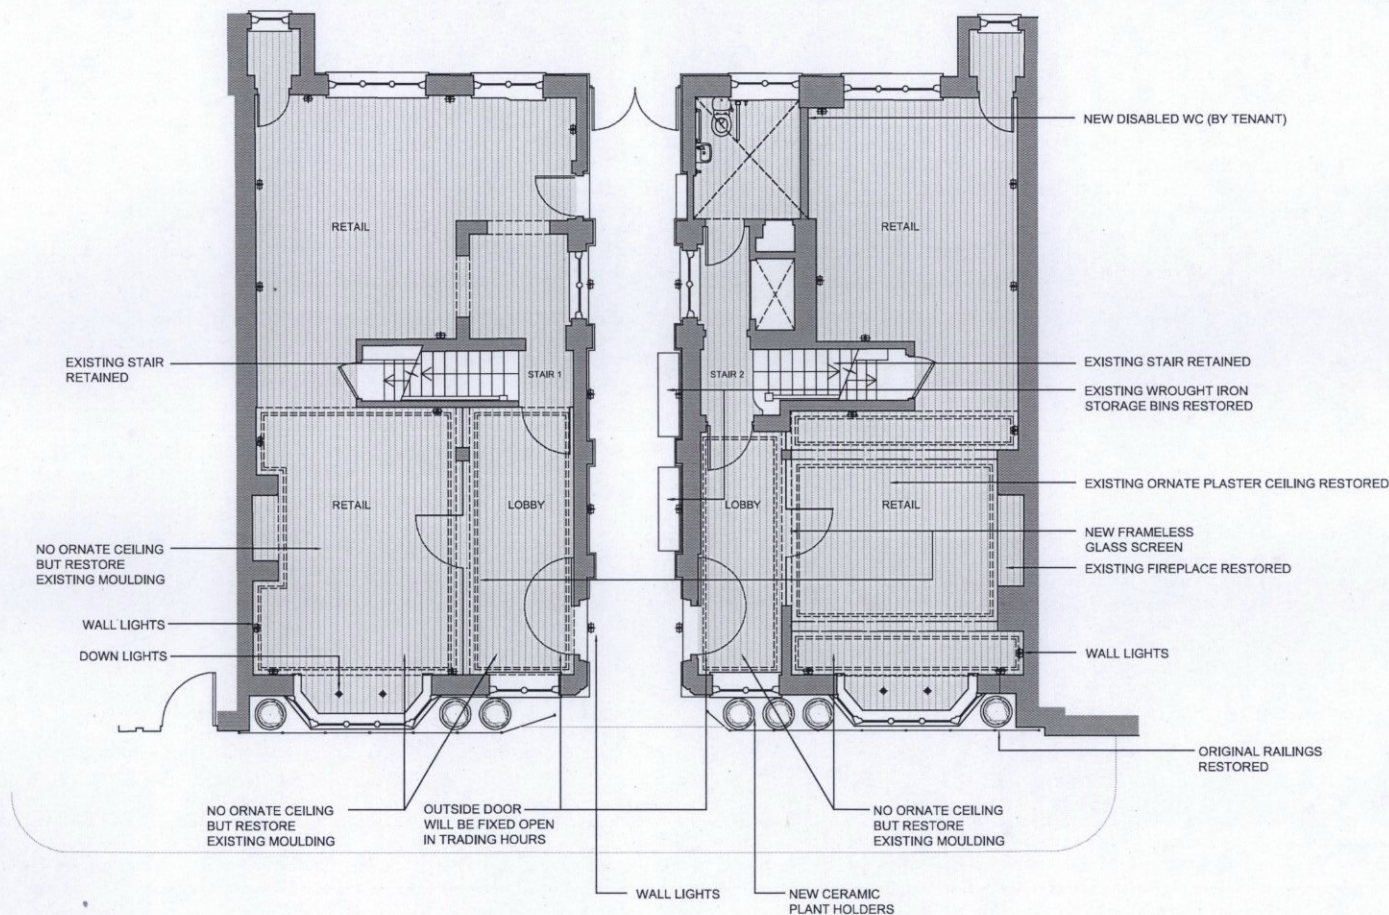 NEW DISABLED WC (BY TENANT)
RETAIL
RETAIL
EXISTING STAIR
RETAINED
STAIR 1
STAIR 2
EXISTING STAIR RETAINED
EXISTING WROUGHT IRON
STORAGE BINS RESTORED
EXISTING ORNATE PLASTER CEILING RESTORED
RETAIL
LOBBY
LOBBY
RETAIL
NEW FRAMELESS
GLASS SCREEN
NO ORNATE CEILING
BUT RESTORE
EXISTING MOULDING
EXISTING FIREPLACE RESTORED
WALL LIGHTS
DOWN LIGHTS
WALL LIGHTS
ORIGINAL RAILINGS
RESTORED
NO ORNATE CEILING
BUT RESTORE
EXISTING MOULDING
OUTSIDE DOOR
WILL BE FIXED OPEN
IN TRADING HOURS
NO ORNATE CEILING
BUT RESTORE
EXISTING MOULDING
WALL LIGHTS
NEW CERAMIC
PLANT HOLDERS